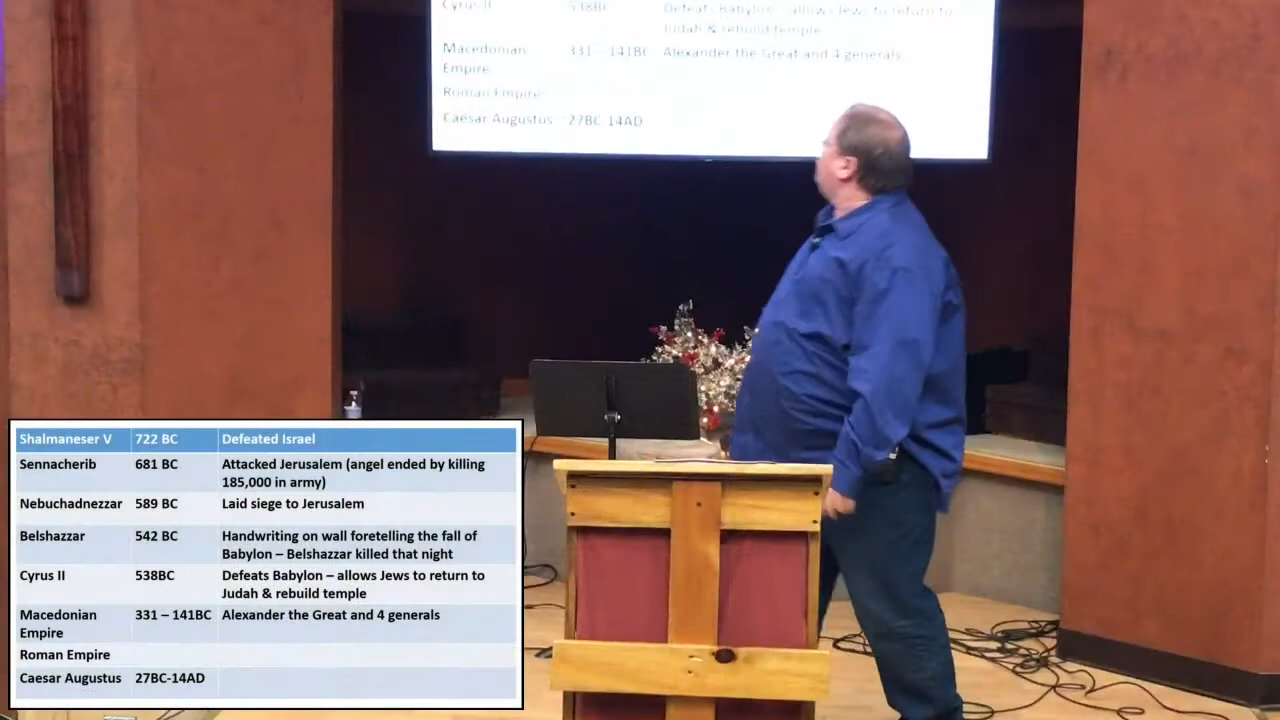 Cyrus II 538BC Defeats Babylon – allows Jews to return to
Judah & rebuild temple
Macedonian 331 – 141BC Alexander the Great and 4 generals
Empire
Roman Empire
Caesar Augustus 27BC-14AD
Shalmaneser V 722 BC Defeated Israel
Sennacherib 681 BC Attacked Jerusalem (angel ended by killing
185,000 in army)
Nebuchadnezzar 589 BC Laid siege to Jerusalem
Belshazzar 542 BC Handwriting on wall foretelling the fall of
Babylon – Belshazzar killed that night
Cyrus II 538BC Defeats Babylon – allows Jews to return to
Judah & rebuild temple
Macedonian 331 – 141BC Alexander the Great and 4 generals
Empire
Roman Empire
Caesar Augustus 27BC-14AD